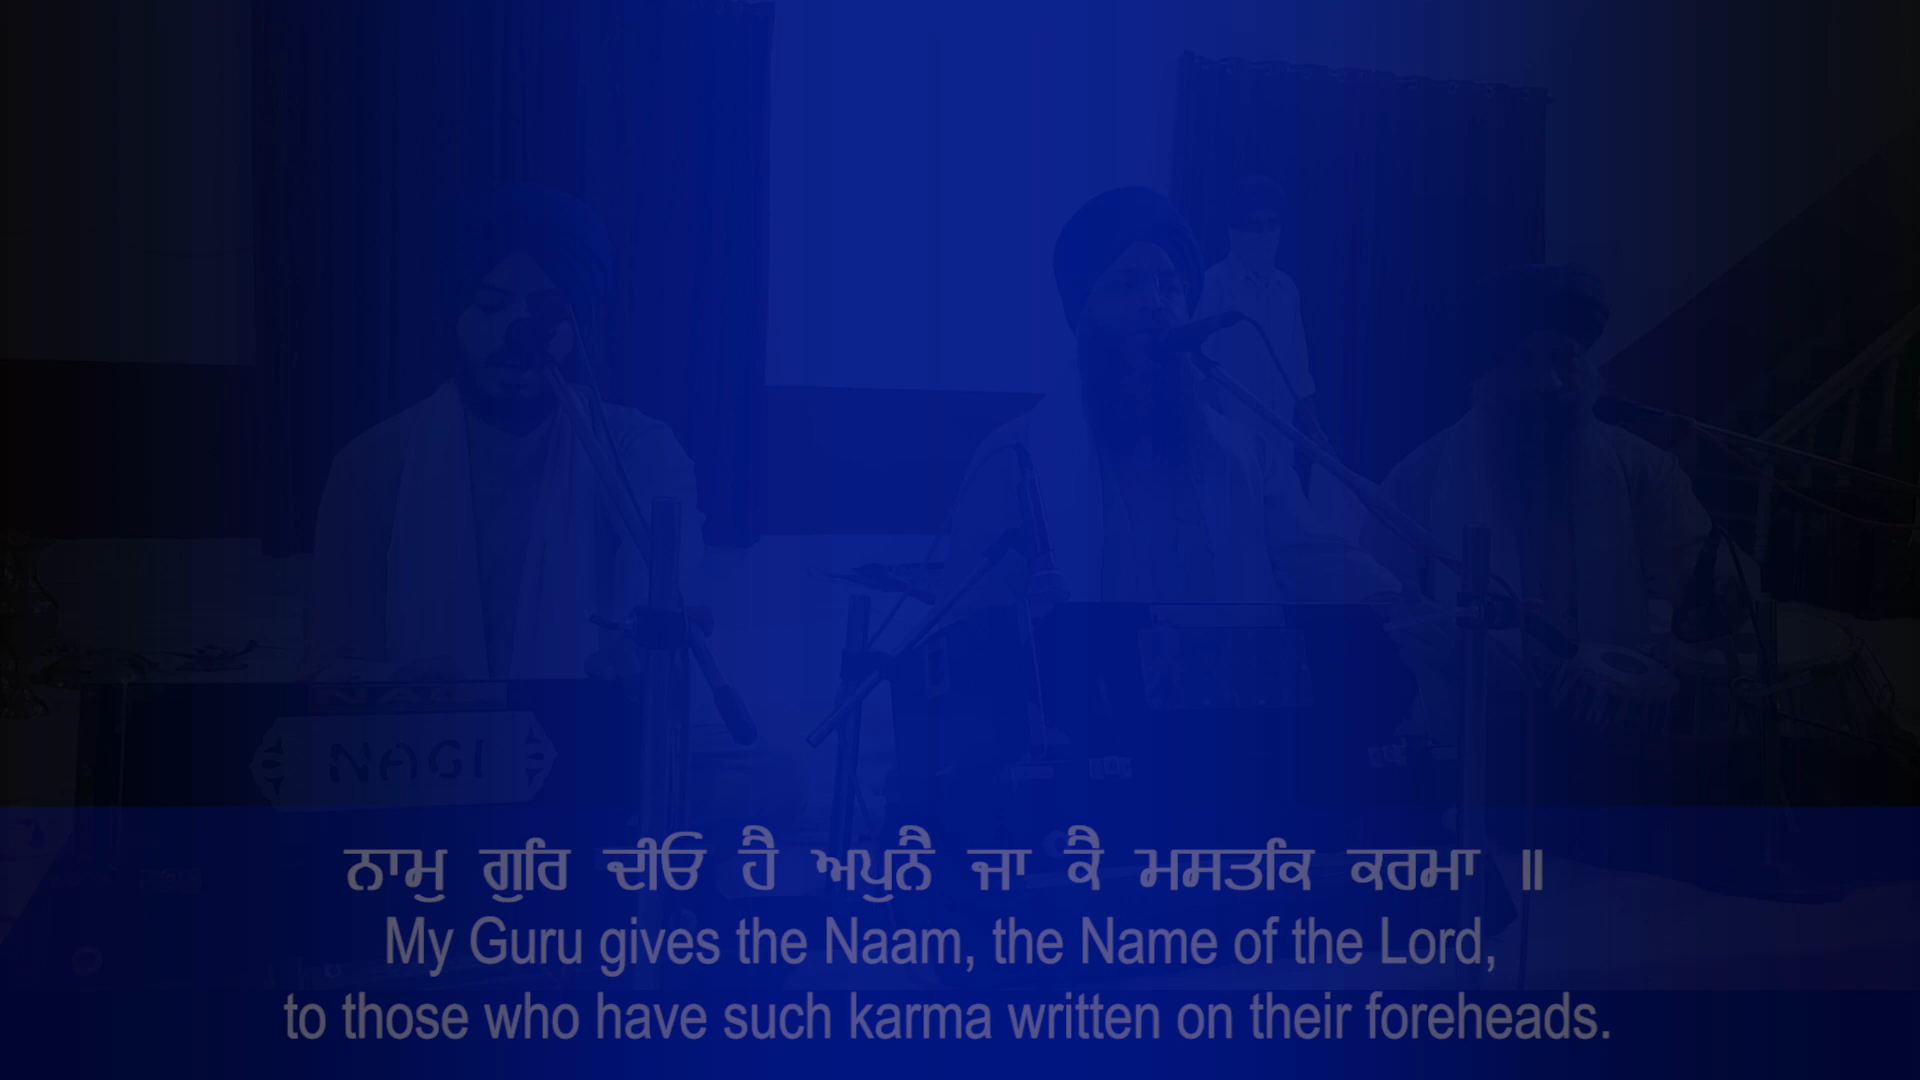 NAGI
ਨਾਮੁ ਗੁਰਿ ਦੀਓ ਹੈ ਅਪੁਨੈ ਜਾ ਕੈ ਮਸਤਕਿ ਕਰਮਾ ॥
My Guru gives the Naam, the Name of the Lord,
to those who have such karma written on their foreheads.